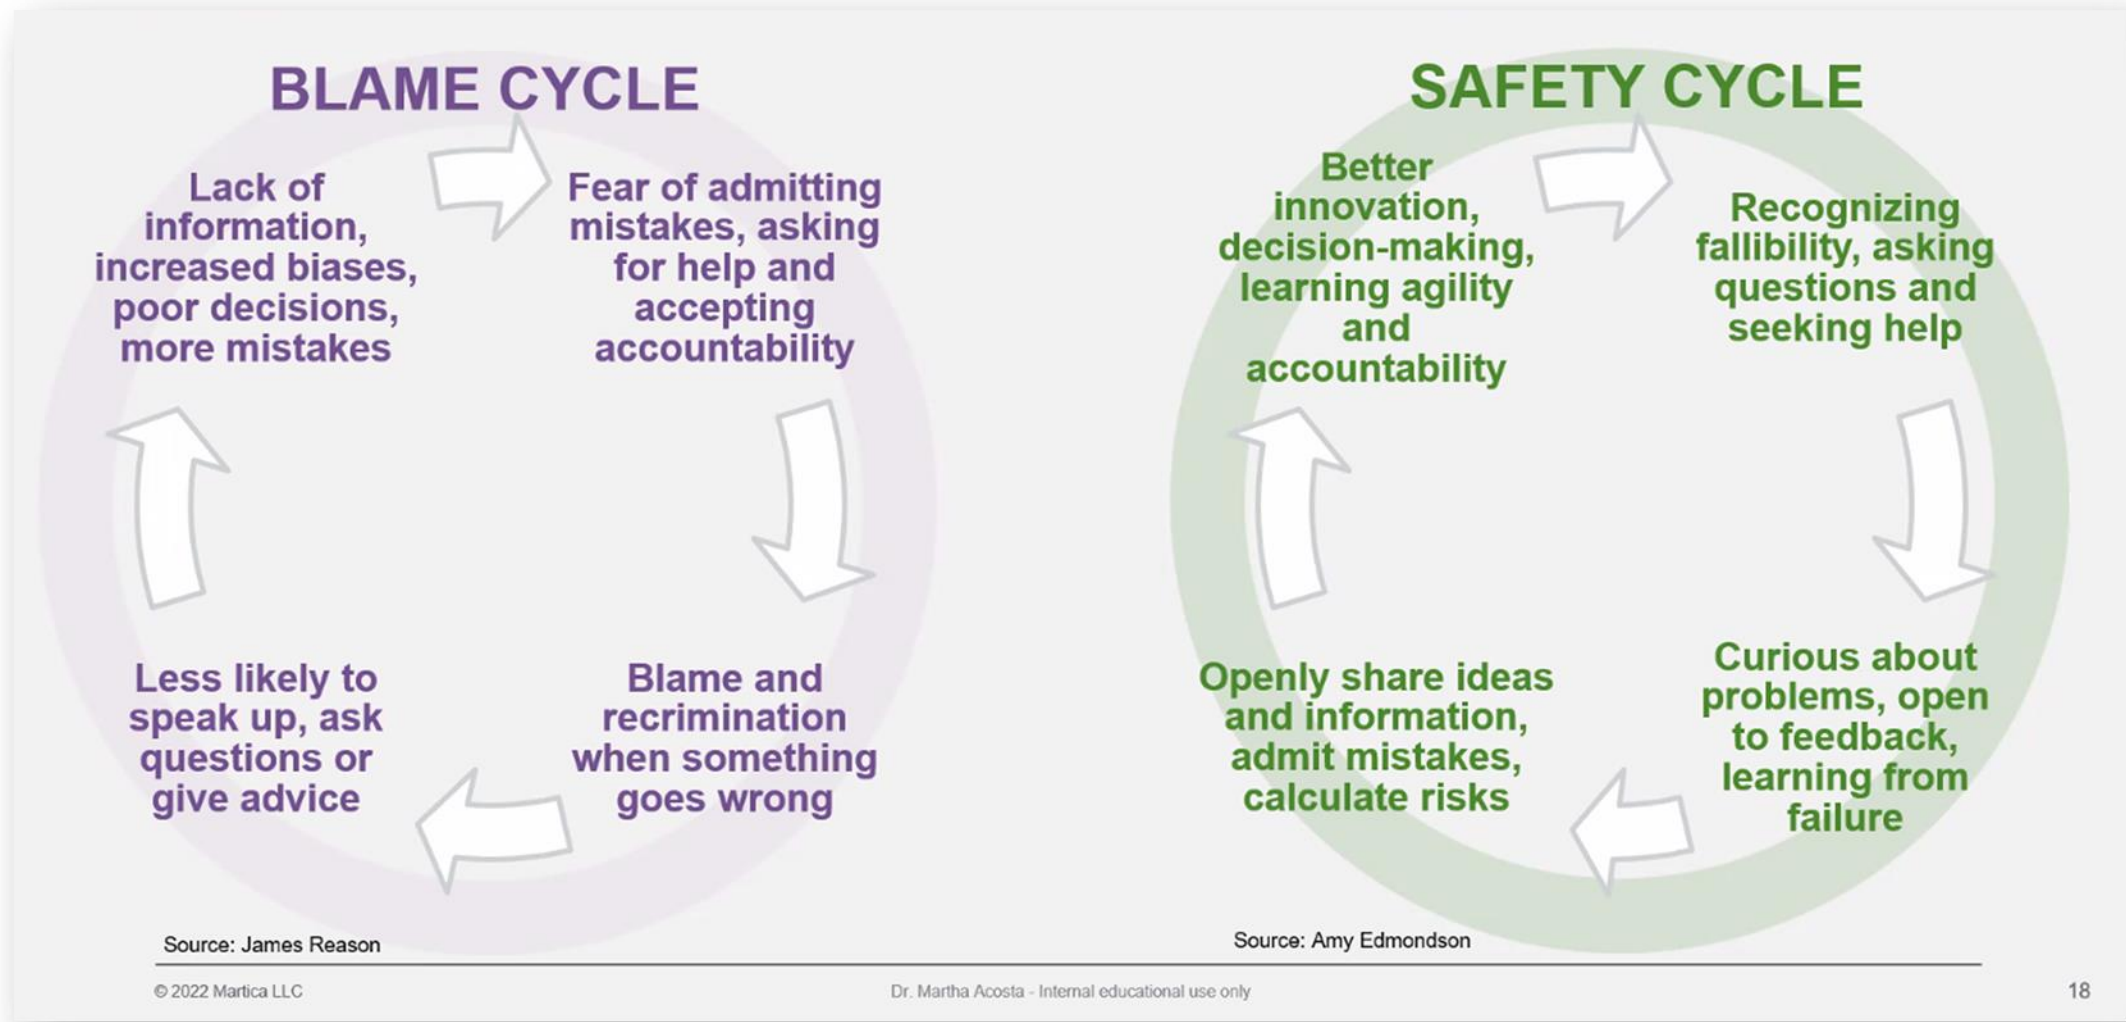 BLAME CYCLE
Lack of
information,
increased biases,
poor decisions,
more mistakes
Fear of admitting
mistakes, asking
for help and
accepting
accountability
Blame and
recrimination
when something
goes wrong
Less likely to
speak up, ask
questions or
give advice
Source: James Reason
SAFETY CYCLE
Better
innovation,
decision-making,
learning agility
and
accountability
Recognizing
fallibility, asking
questions and
seeking help
Curious about
problems, open
to feedback,
learning from
failure
Openly share ideas
and information,
admit mistakes,
calculate risks
Source: Amy Edmondson
© 2022 Martica LLC
Dr. Martha Acosta - Internal educational use only
18